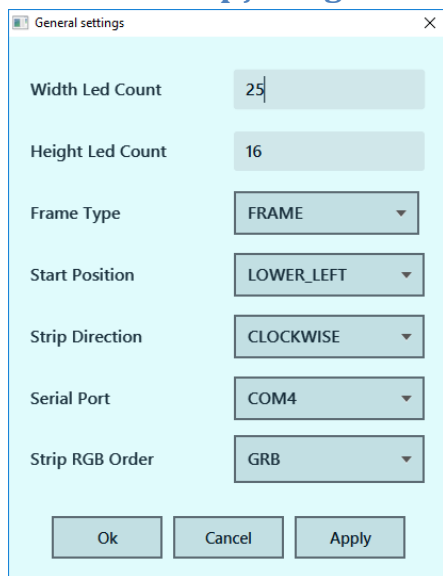 General settings
Width Led Count 25
Height Led Count 16
Frame Type FRAME
Start Position LOWER_LEFT
Strip Direction CLOCKWISE
Serial Port COM4
Strip RGB Order GRB
Ok Cancel Apply